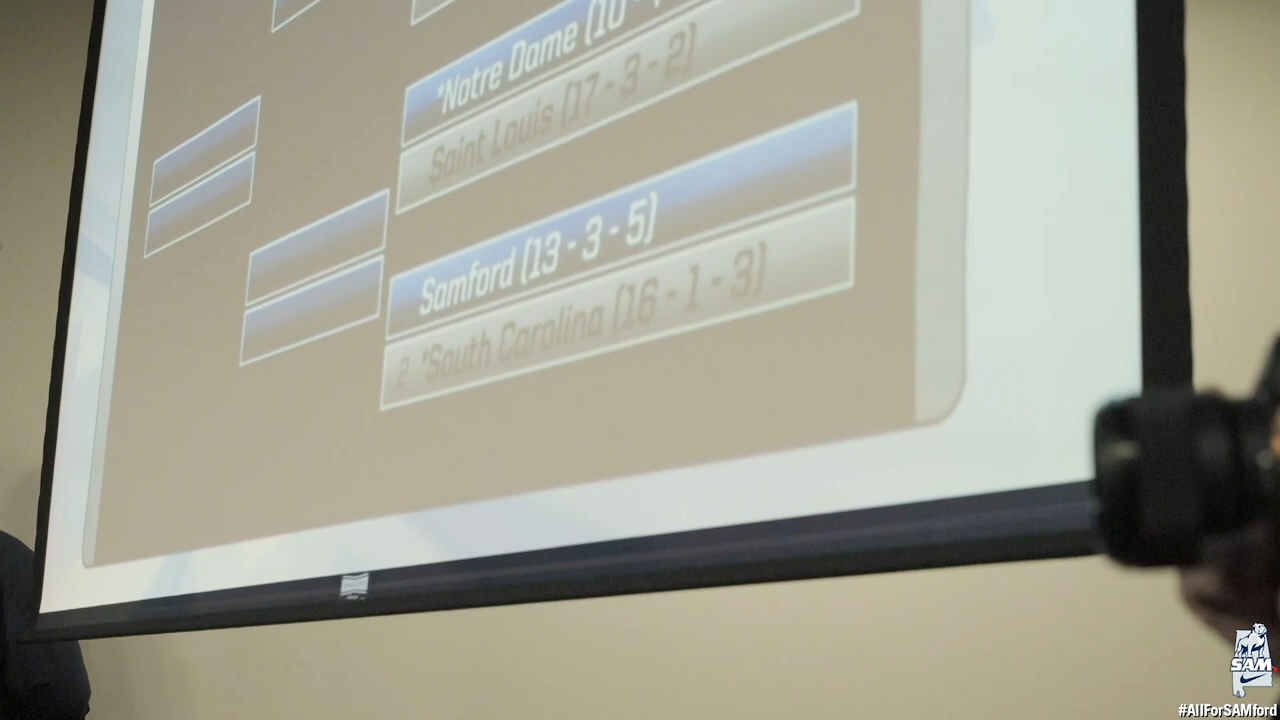 *Notre Dame (10 -
Saint Louis (17 - 3 - 2)
Samford (13 - 3 - 5)
2 *South Carolina (16 - 1 - 3)
SAM
#AllForSAMford